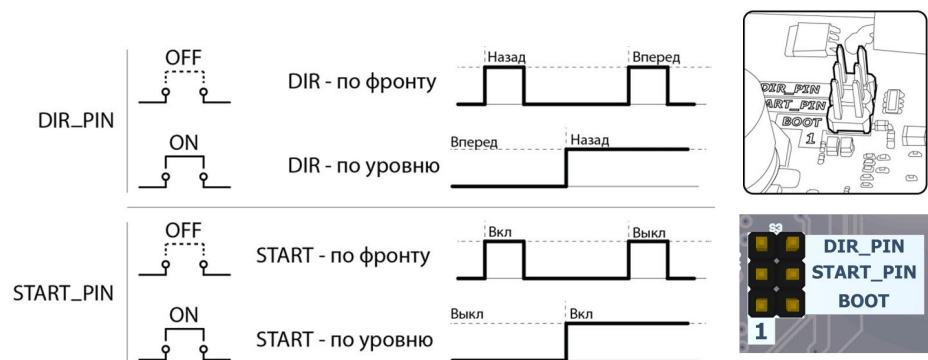 DIR_PIN
OFF
DIR - по фронту
Назад
Вперед
ON
DIR - по уровню
Вперед
Назад
START_PIN
OFF
START - по фронту
Вкл
Выкл
ON
START - по уровню
Выкл
Вкл
DIR_PIN
START_PIN
BOOT
1
S3
DIR_PIN
START_PIN
BOOT
1